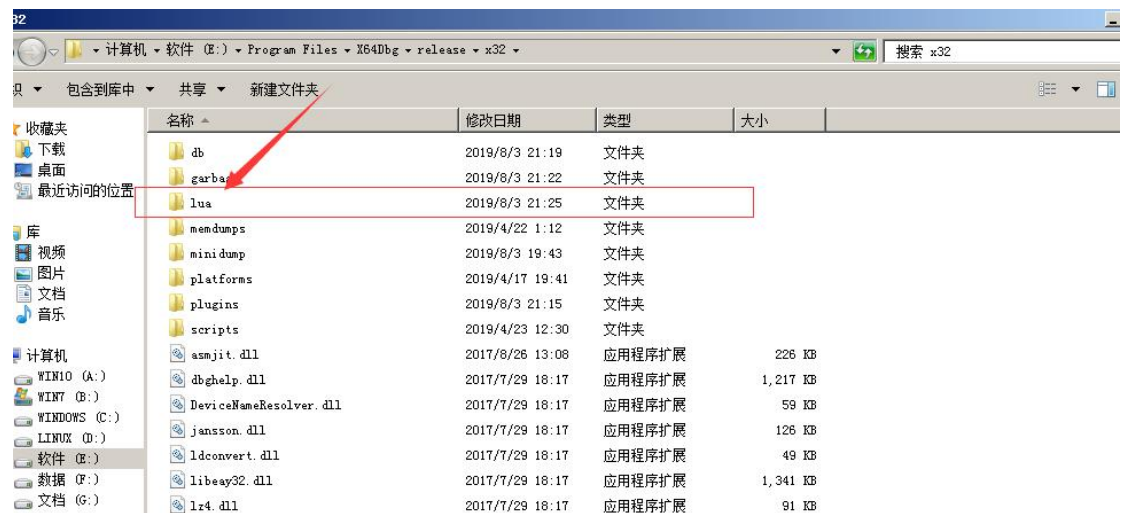 32
计算机 软件 (E:) Program Files X64Dbg release x32
搜索 x32
包含到库中 共享 新建文件夹
收藏夹
下载
桌面
最近访问的位置
库
视频
图片
文档
音乐
计算机
WIN10 (A:)
WIN7 (B:)
WINDOWS (C:)
LINUX (D:)
软件 (E:)
数据 (F:)
文档 (G:)
名称 修改日期 类型 大小
db 2019/8/3 21:19 文件夹
garba 2019/8/3 21:22 文件夹
lua 2019/8/3 21:25 文件夹
memdumps 2019/4/22 1:12 文件夹
minidump 2019/8/3 19:43 文件夹
platforms 2019/4/17 19:41 文件夹
plugins 2019/8/3 21:15 文件夹
scripts 2019/4/23 12:30 文件夹
asmjit.dll 2017/8/26 13:08 应用程序扩展 226 KB
dbghelp.dll 2017/7/29 18:17 应用程序扩展 1,217 KB
DeviceNameResolver.dll 2017/7/29 18:17 应用程序扩展 59 KB
jansson.dll 2017/7/29 18:17 应用程序扩展 126 KB
ldconvert.dll 2017/7/29 18:17 应用程序扩展 49 KB
libeay32.dll 2017/7/29 18:17 应用程序扩展 1,341 KB
lz4.dll 2017/7/29 18:17 应用程序扩展 91 KB